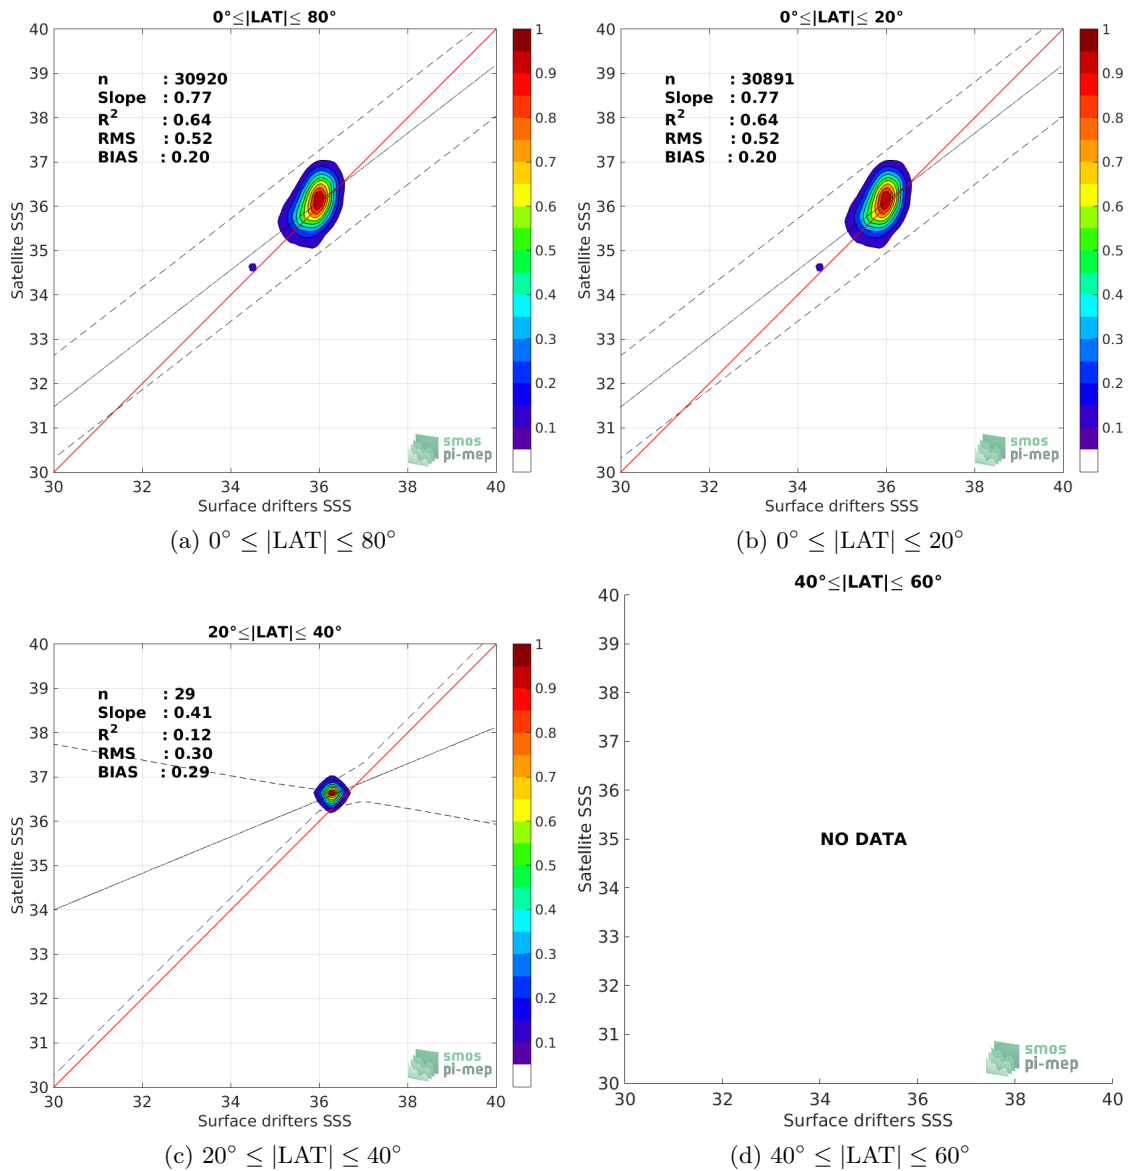 0°≤|LAT|≤ 80°
40
39
38
37
36
35
34
33
32
31
30
Satellite SSS
n : 30920
Slope : 0.77
R² : 0.64
RMS : 0.52
BIAS : 0.20
smos
pi-mep
30 32 34 36 38 40
Surface drifters SSS
1
0.9
0.8
0.7
0.6
0.5
0.4
0.3
0.2
0.1
(a) 0° ≤ |LAT| ≤ 80°
0°≤|LAT|≤ 20°
40
39
38
37
36
35
34
33
32
31
30
Satellite SSS
n : 30891
Slope : 0.77
R² : 0.64
RMS : 0.52
BIAS : 0.20
smos
pi-mep
30 32 34 36 38 40
Surface drifters SSS
1
0.9
0.8
0.7
0.6
0.5
0.4
0.3
0.2
0.1
(b) 0° ≤ |LAT| ≤ 20°
20°≤|LAT|≤ 40°
40
39
38
37
36
35
34
33
32
31
30
Satellite SSS
n : 29
Slope : 0.41
R² : 0.12
RMS : 0.30
BIAS : 0.29
smos
pi-mep
30 32 34 36 38 40
Surface drifters SSS
1
0.9
0.8
0.7
0.6
0.5
0.4
0.3
0.2
0.1
(c) 20° ≤ |LAT| ≤ 40°
40°≤|LAT|≤ 60°
40
39
38
37
36
35
34
33
32
31
30
Satellite SSS
NO DATA
smos
pi-mep
30 32 34 36 38 40
Surface drifters SSS
(d) 40° ≤ |LAT| ≤ 60°